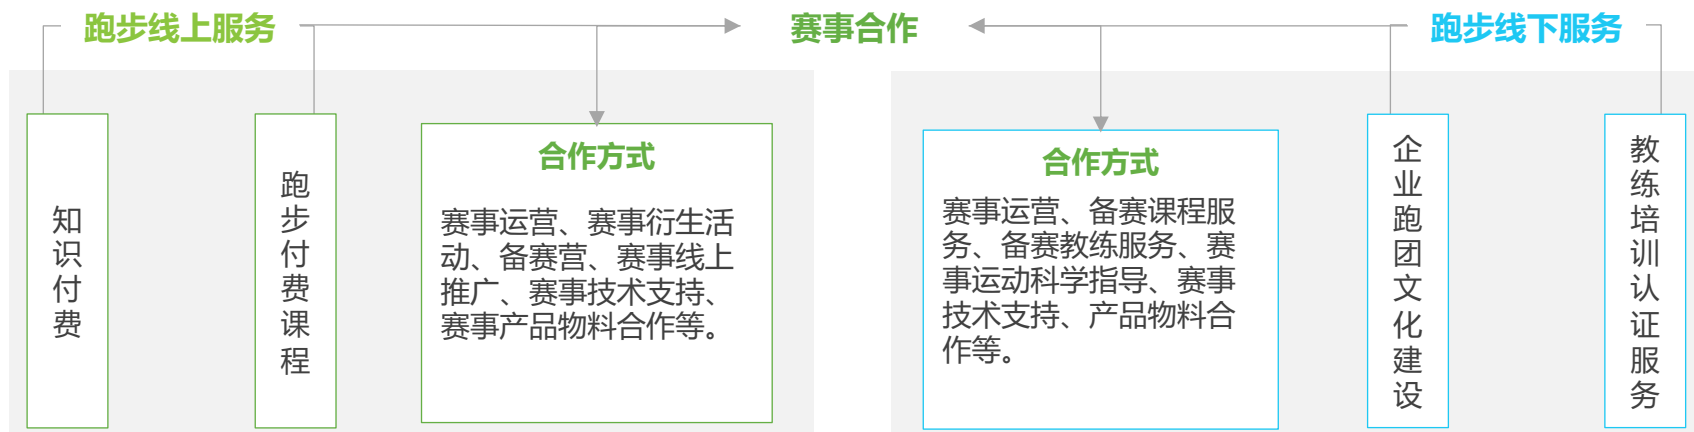 跑步线上服务
赛事合作
跑步线下服务
知识付费
跑步付费课程
合作方式
赛事运营、赛事衍生活
动、备赛营、赛事线上
推广、赛事技术支持、
赛事产品物料合作等。
合作方式
赛事运营、备赛课程服
务、备赛教练服务、赛
事运动科学指导、赛事
技术支持、产品物料合
作等。
企业跑团文化建设
教练培训认证服务